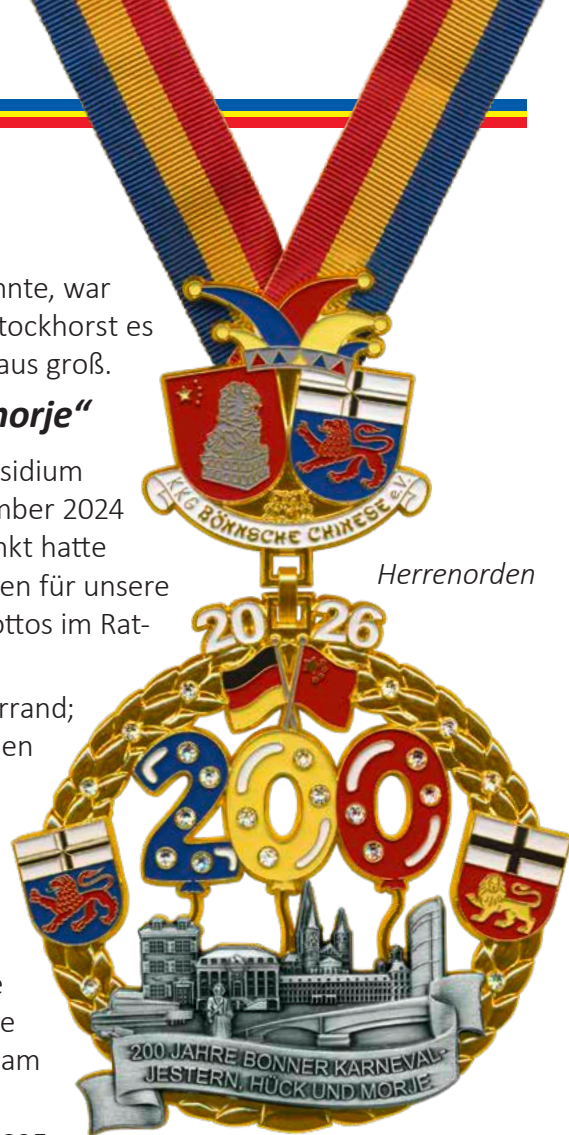 nnte, war
tockhorst es
aus groß.
orje“
sidium
mber 2024
nkt hatte
en für unsere
ottos im Rat-
rrand;
en
e
e
am
KKG BÖNNSCHE CHINESE e.V.
Herrenorden
2026
200
200 JAHRE BONNER KARNEVAL-
JESTERN, HÜCK UND MORJE